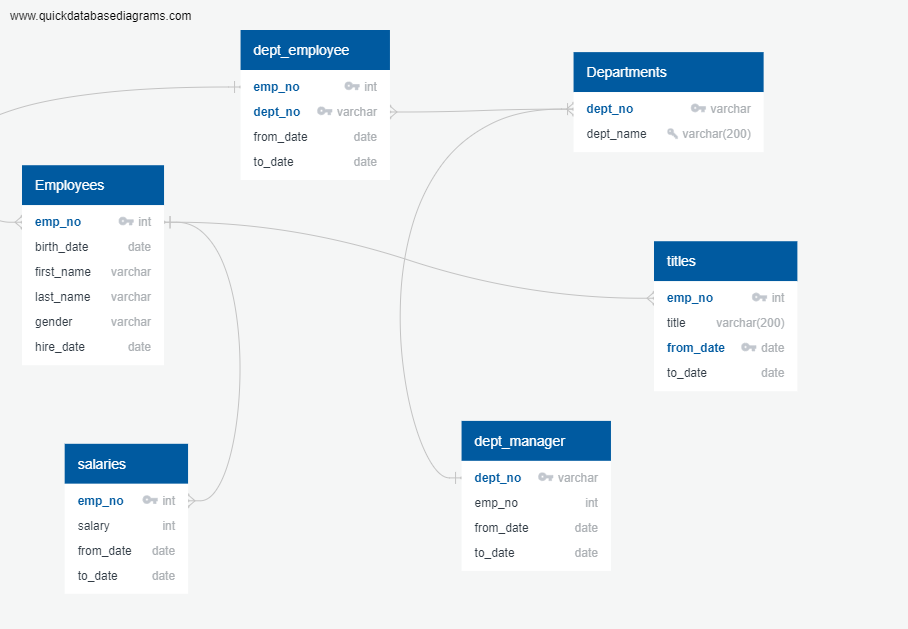 www.quickdatabasediagrams.com
dept_employee
emp_no int
dept_no varchar
from_date date
to_date date
Departments
dept_no varchar
dept_name varchar(200)
Employees
emp_no int
birth_date date
first_name varchar
last_name varchar
gender varchar
hire_date date
titles
emp_no int
title varchar(200)
from_date date
to_date date
salaries
emp_no int
salary int
from_date date
to_date date
dept_manager
dept_no varchar
emp_no int
from_date date
to_date date